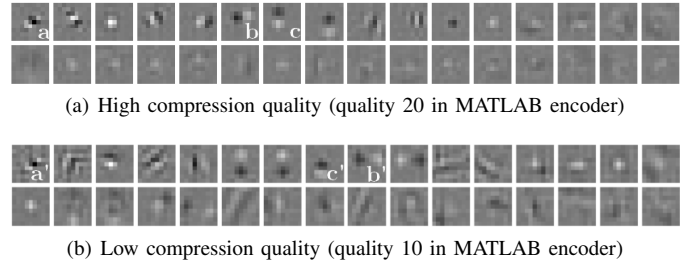 a b c
(a) High compression quality (quality 20 in MATLAB encoder)
a' c' b'
(b) Low compression quality (quality 10 in MATLAB encoder)